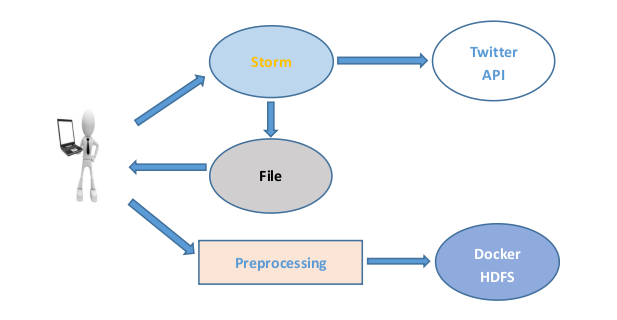 Storm
Twitter
API
File
Preprocessing
Docker
HDFS